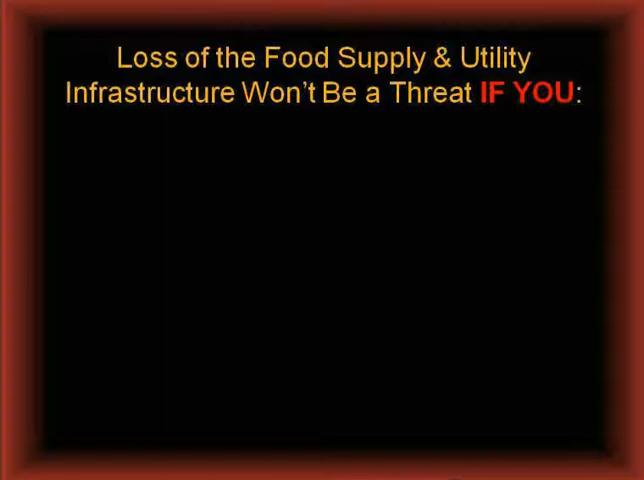 Loss of the Food Supply & Utility
Infrastructure Won’t Be a Threat IF YOU: